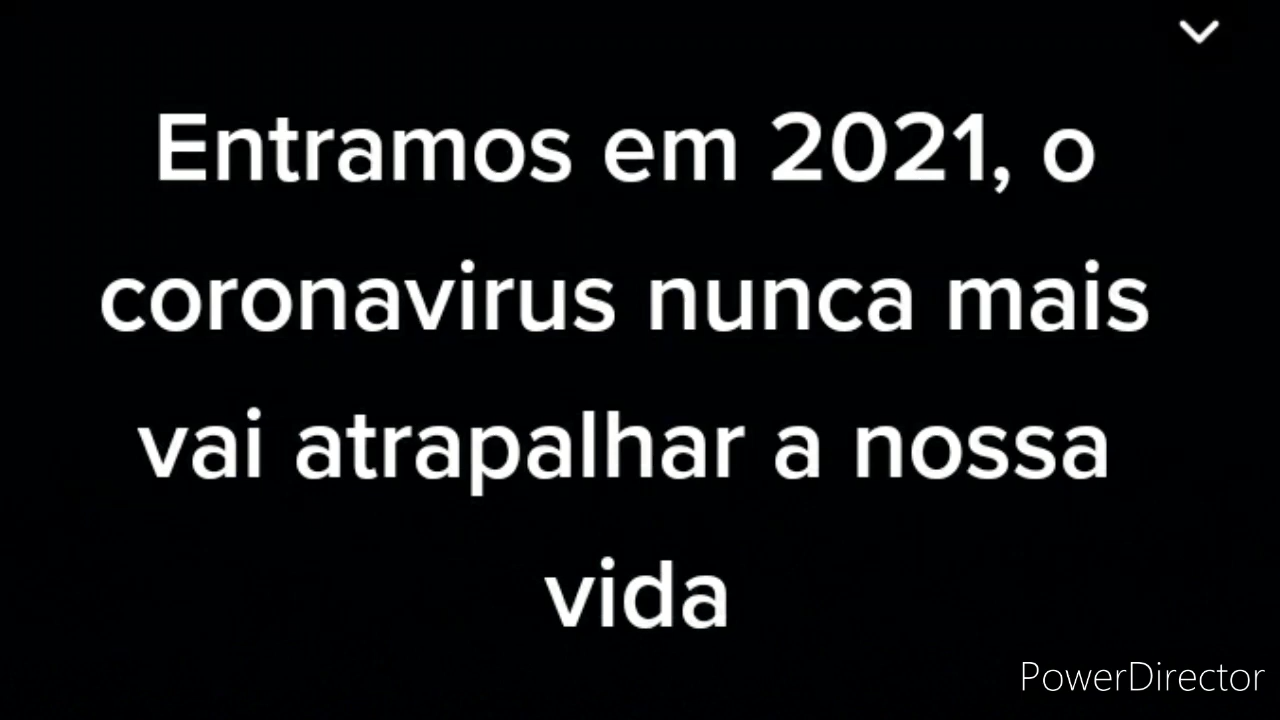 Entramos em 2021, o
coronavirus nunca mais
vai atrapalhar a nossa
vida
PowerDirector